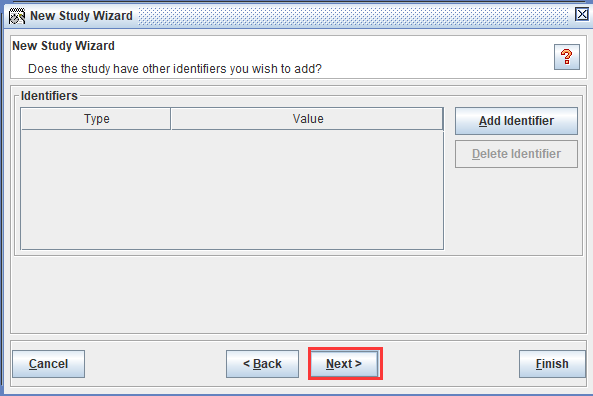 New Study Wizard
New Study Wizard
Does the study have other identifiers you wish to add?
?
Identifiers
Type Value
Add Identifier
Delete Identifier
Cancel
< Back
Next >
Finish